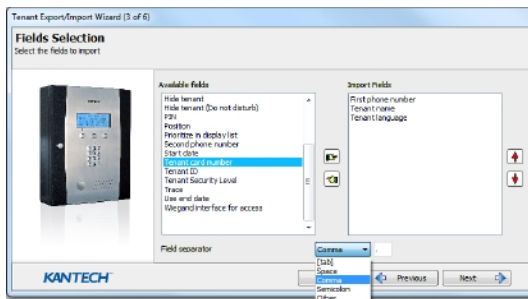 Tenant Export/Import Wizard (3 of 6)
Fields Selection
Select the fields to import
Available fields
Hide tenant
Hide tenant (Do not disturb)
PIN
Position
Prioritize in display list
Second phone number
Start date
Tenant card number
Tenant ID
Tenant Security Level
Trace
Use end date
Wiegand interface for access
Import Fields
First phone number
Tenant name
Tenant language
Field separator
Comma
[tab]
Space
Comma
Semicolon
Other
KANTECH
Previous
Next